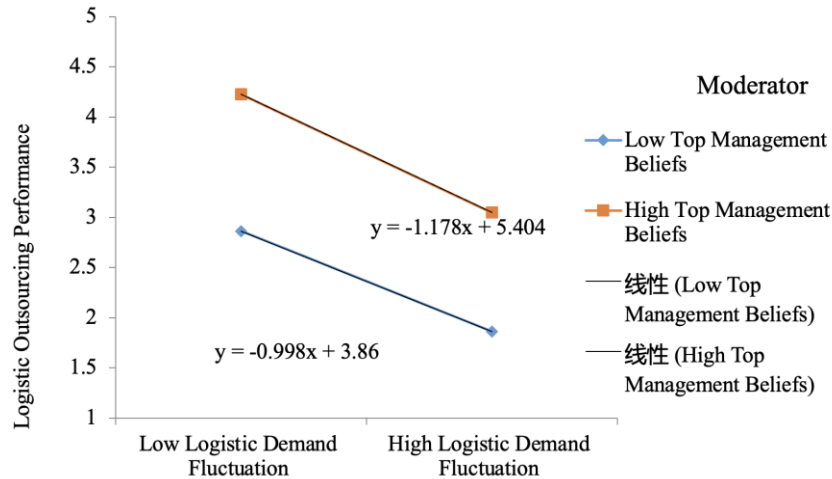 5
4.5
4
3.5
3
2.5
2
1.5
1
Logistic Outsourcing Performance
y = -1.178x + 5.404
y = -0.998x + 3.86
Low Logistic Demand
Fluctuation
High Logistic Demand
Fluctuation
Moderator
Low Top Management
Beliefs
High Top Management
Beliefs
线性 (Low Top
Management Beliefs)
线性 (High Top
Management Beliefs)